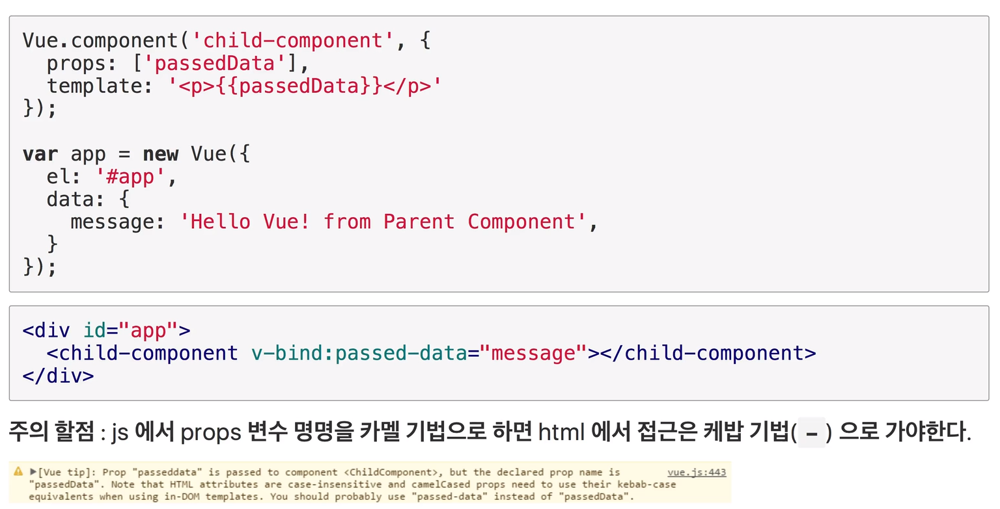 Vue.component('child-component', {
  props: ['passedData'],
  template: '<p>{{passedData}}</p>'
});

var app = new Vue({
  el: '#app',
  data: {
    message: 'Hello Vue! from Parent Component',
  }
});
<div id="app">
  <child-component v-bind:passed-data="message"></child-component>
</div>
주의 할점 : js 에서 props 변수 명명을 카멜 기법으로 하면 html 에서 접근은 케밥 기법( - ) 으로 가야한다.
▶[Vue tip]: Prop "passeddata" is passed to component <ChildComponent>, but the declared prop name is vue.js:443
"passedData". Note that HTML attributes are case-insensitive and camelCased props need to use their kebab-case
equivalents when using in-DOM templates. You should probably use "passed-data" instead of "passedData".